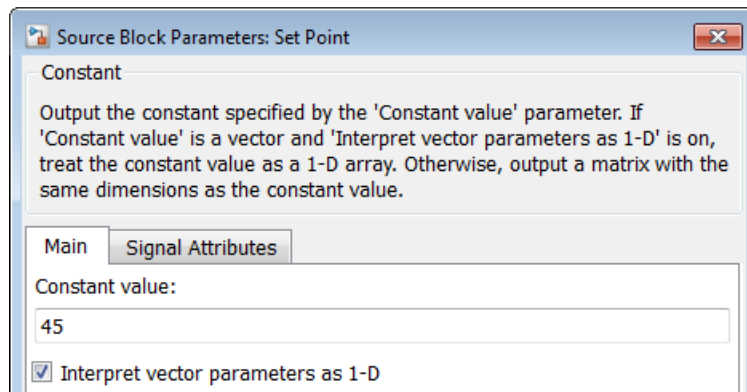 Source Block Parameters: Set Point
Constant
Output the constant specified by the 'Constant value' parameter. If
'Constant value' is a vector and 'Interpret vector parameters as 1-D' is on,
treat the constant value as a 1-D array. Otherwise, output a matrix with the
same dimensions as the constant value.
Main Signal Attributes
Constant value:
45
Interpret vector parameters as 1-D